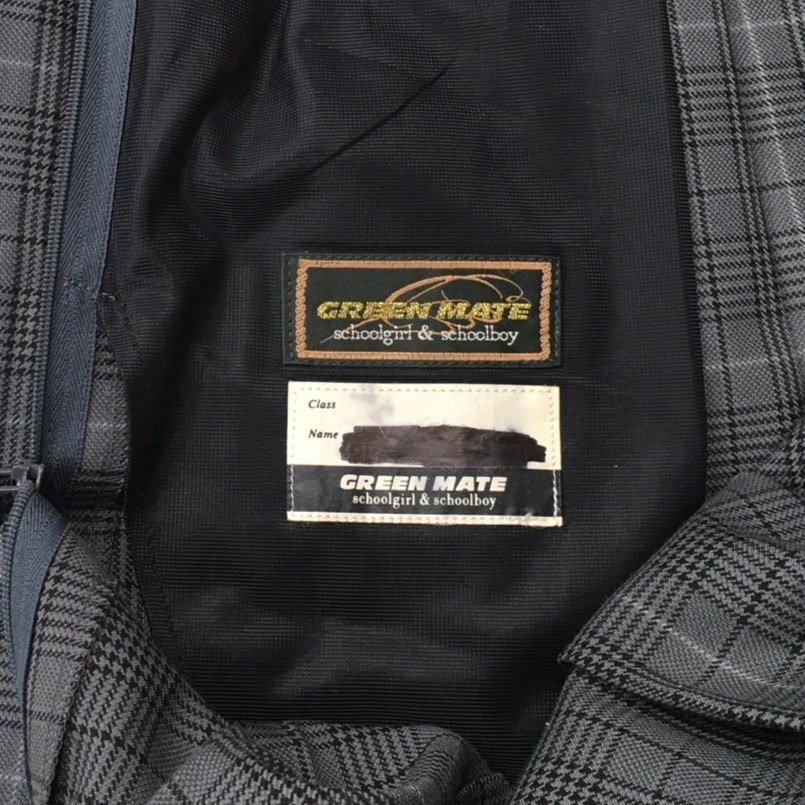 GREEN MATE
schoolgirl & schoolboy
Class
Name
GREEN MATE
schoolgirl & schoolboy